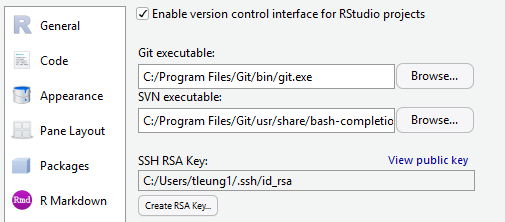 General
Code
Appearance
Pane Layout
Packages
Rmd R Markdown
Enable version control interface for RStudio projects
Git executable:
C:/Program Files/Git/bin/git.exe Browse...
SVN executable:
C:/Program Files/Git/usr/share/bash-completio Browse...
SSH RSA Key: View public key
C:/Users/tleung1/.ssh/id_rsa
Create RSA Key...